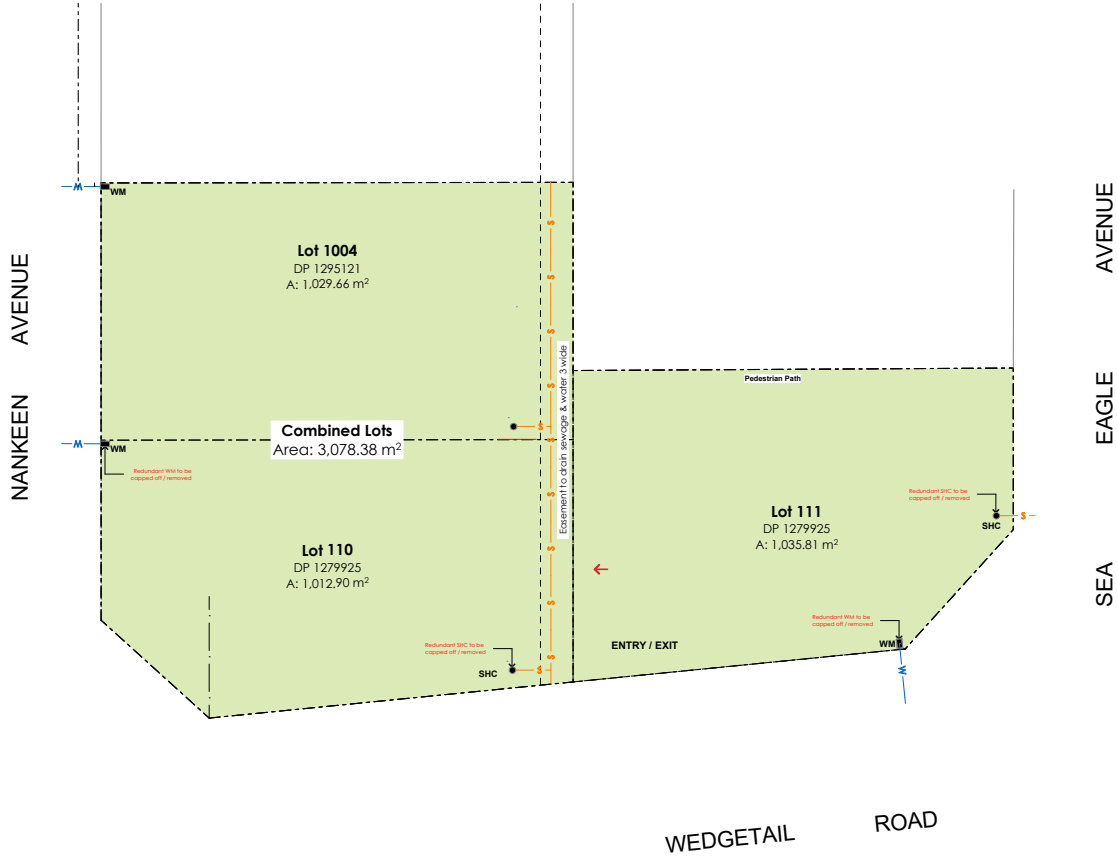 W
WM
Lot 1004
DP 1295121
A: 1,029.66 m²
S
S
S
S
NANKEEN AVENUE
SEA EAGLE AVENUE
Easement to drain sewage & water 3 wide
Pedestrian Path
S
S
W
WM
Combined Lots
Area: 3,078.38 m²
Redundant WM to be
capped off / removed
Redundant SHC to be
capped off / removed
SHC
S
Lot 111
DP 1279925
A: 1,035.81 m²
Lot 110
DP 1279925
A: 1,012.90 m²
S
S
S
S
Redundant WM to be
capped off / removed
WM
W
Redundant SHC to be
capped off / removed
SHC
S
ENTRY / EXIT
WEDGETAIL ROAD